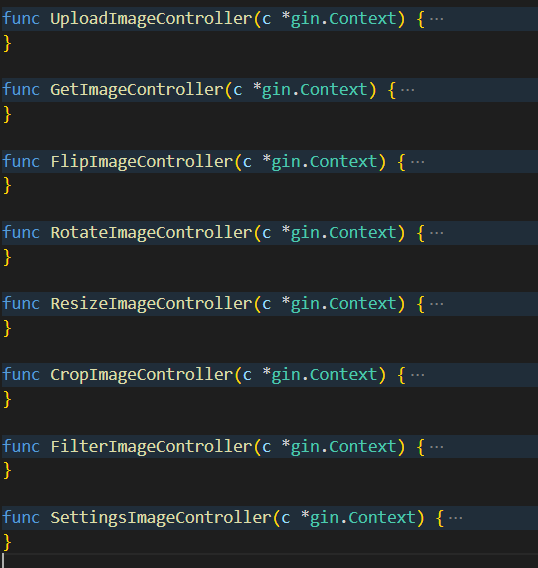 func UploadImageController(c *gin.Context) {···
}
func GetImageController(c *gin.Context) {···
}
func FlipImageController(c *gin.Context) {···
}
func RotateImageController(c *gin.Context) {···
}
func ResizeImageController(c *gin.Context) {···
}
func CropImageController(c *gin.Context) {···
}
func FilterImageController(c *gin.Context) {···
}
func SettingsImageController(c *gin.Context) {···
}